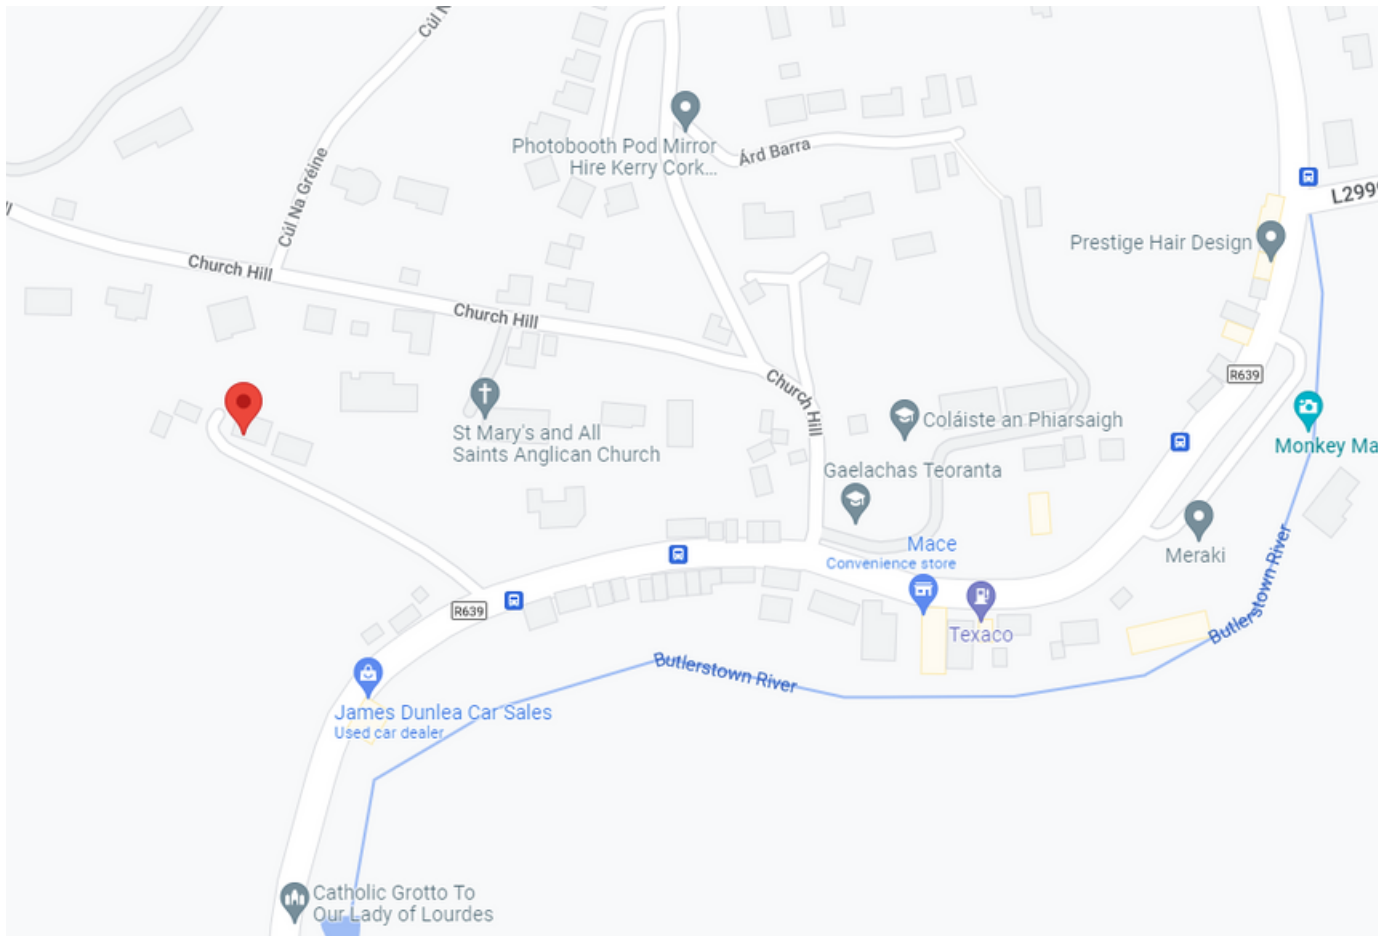 Cúl N
Photobooth Pod Mirror
Hire Kerry Cork...
Árd Barra
Cúl Na Gréine
L299
Prestige Hair Design
Church Hill
Church Hill
Church Hill
R639
St Mary's and All
Saints Anglican Church
Coláiste an Phiarsaigh
Monkey Ma
Gaelachas Teoranta
Mace
Convenience store
Meraki
R639
Texaco
Butlerstown River
Butlerstown River
James Dunlea Car Sales
Used car dealer
Catholic Grotto To
Our Lady of Lourdes